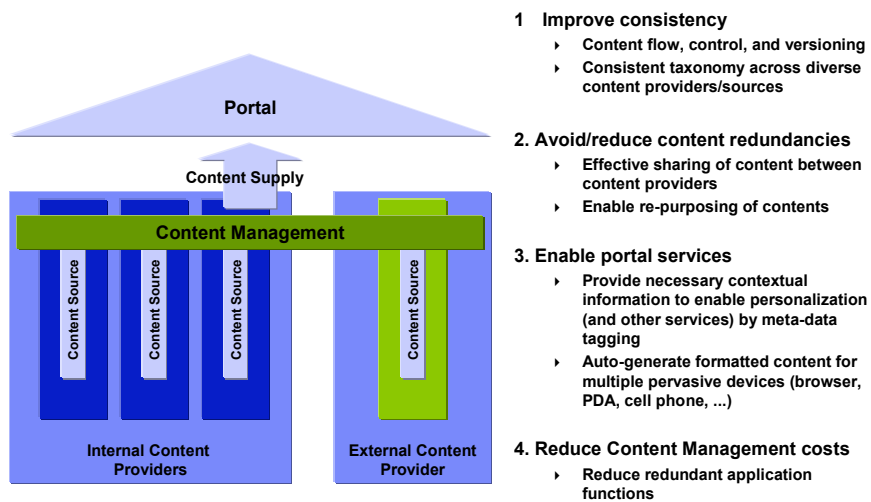 Portal
Content Supply
Content Management
Content Source
Content Source
Content Source
Content Source
Internal Content
Providers
External Content
Provider
1 Improve consistency
Content flow, control, and versioning
Consistent taxonomy across diverse
content providers/sources
2. Avoid/reduce content redundancies
Effective sharing of content between
content providers
Enable re-purposing of contents
3. Enable portal services
Provide necessary contextual
information to enable personalization
(and other services) by meta-data
tagging
Auto-generate formatted content for
multiple pervasive devices (browser,
PDA, cell phone, ...)
4. Reduce Content Management costs
Reduce redundant application
functions